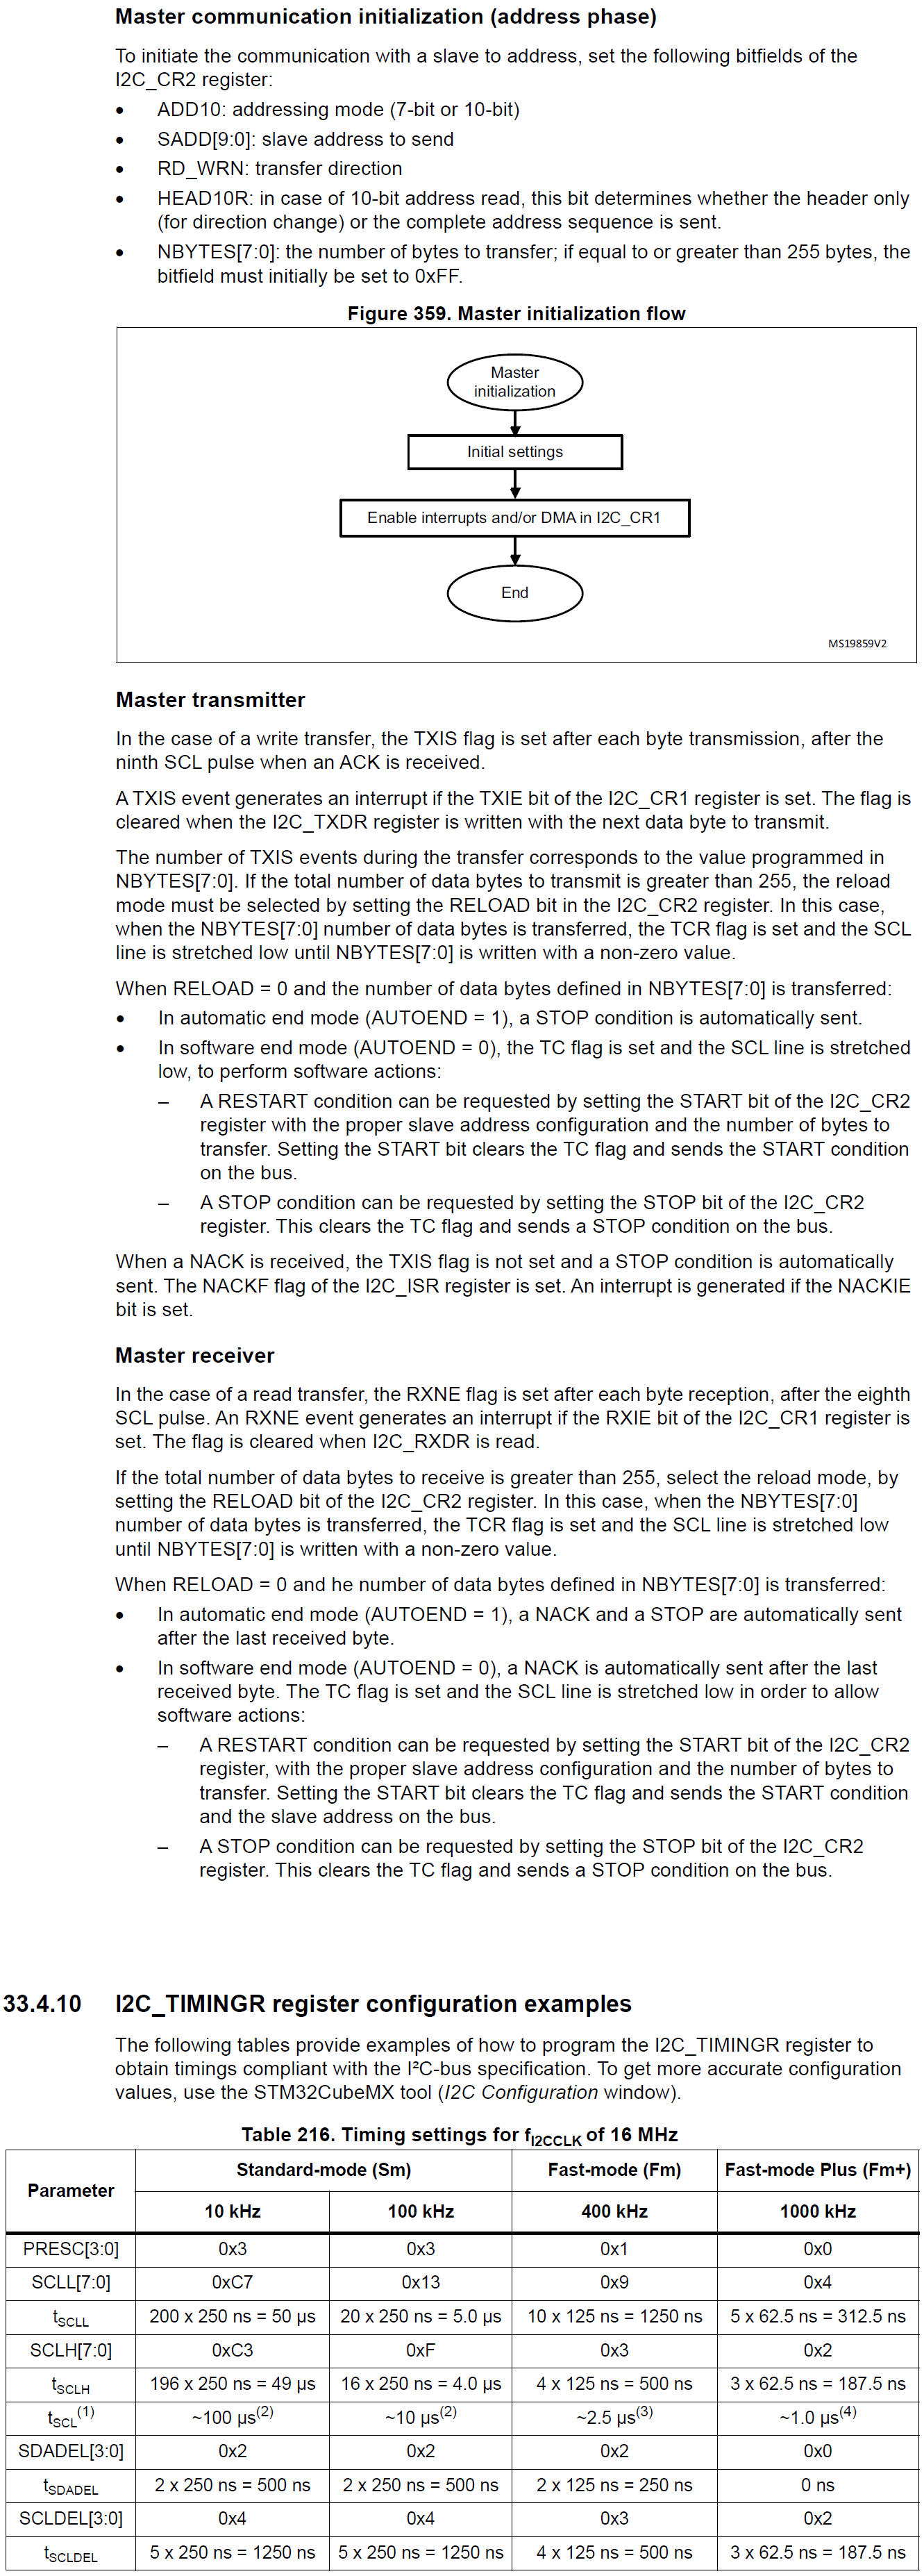 Master communication initialization (address phase)
To initiate the communication with a slave to address, set the following bitfields of the
I2C_CR2 register:
• ADD10: addressing mode (7-bit or 10-bit)
• SADD[9:0]: slave address to send
• RD_WRN: transfer direction
• HEAD10R: in case of 10-bit address read, this bit determines whether the header only
(for direction change) or the complete address sequence is sent.
• NBYTES[7:0]: the number of bytes to transfer; if equal to or greater than 255 bytes, the
bitfield must initially be set to 0xFF.
Figure 359. Master initialization flow
Master
initialization
Initial settings
Enable interrupts and/or DMA in I2C_CR1
End
MS19859V2
Master transmitter
In the case of a write transfer, the TXIS flag is set after each byte transmission, after the
ninth SCL pulse when an ACK is received.
A TXIS event generates an interrupt if the TXIE bit of the I2C_CR1 register is set. The flag is
cleared when the I2C_TXDR register is written with the next data byte to transmit.
The number of TXIS events during the transfer corresponds to the value programmed in
NBYTES[7:0]. If the total number of data bytes to transmit is greater than 255, the reload
mode must be selected by setting the RELOAD bit in the I2C_CR2 register. In this case,
when the NBYTES[7:0] number of data bytes is transferred, the TCR flag is set and the SCL
line is stretched low until NBYTES[7:0] is written with a non-zero value.
When RELOAD = 0 and the number of data bytes defined in NBYTES[7:0] is transferred:
• In automatic end mode (AUTOEND = 1), a STOP condition is automatically sent.
• In software end mode (AUTOEND = 0), the TC flag is set and the SCL line is stretched
low, to perform software actions:
– A RESTART condition can be requested by setting the START bit of the I2C_CR2
register with the proper slave address configuration and the number of bytes to
transfer. Setting the START bit clears the TC flag and sends the START condition
on the bus.
– A STOP condition can be requested by setting the STOP bit of the I2C_CR2
register. This clears the TC flag and sends a STOP condition on the bus.
When a NACK is received, the TXIS flag is not set and a STOP condition is automatically
sent. The NACKF flag of the I2C_ISR register is set. An interrupt is generated if the NACKIE
bit is set.
Master receiver
In the case of a read transfer, the RXNE flag is set after each byte reception, after the eighth
SCL pulse. An RXNE event generates an interrupt if the RXIE bit of the I2C_CR1 register is
set. The flag is cleared when I2C_RXDR is read.
If the total number of data bytes to receive is greater than 255, select the reload mode, by
setting the RELOAD bit of the I2C_CR2 register. In this case, when the NBYTES[7:0]
number of data bytes is transferred, the TCR flag is set and the SCL line is stretched low
until NBYTES[7:0] is written with a non-zero value.
When RELOAD = 0 and he number of data bytes defined in NBYTES[7:0] is transferred:
• In automatic end mode (AUTOEND = 1), a NACK and a STOP are automatically sent
after the last received byte.
• In software end mode (AUTOEND = 0), a NACK is automatically sent after the last
received byte. The TC flag is set and the SCL line is stretched low in order to allow
software actions:
– A RESTART condition can be requested by setting the START bit of the I2C_CR2
register, with the proper slave address configuration and the number of bytes to
transfer. Setting the START bit clears the TC flag and sends the START condition
and the slave address on the bus.
– A STOP condition can be requested by setting the STOP bit of the I2C_CR2
register. This clears the TC flag and sends a STOP condition on the bus.
33.4.10 I2C_TIMINGR register configuration examples
The following tables provide examples of how to program the I2C_TIMINGR register to
obtain timings compliant with the I²C-bus specification. To get more accurate configuration
values, use the STM32CubeMX tool (I2C Configuration window).
Table 216. Timing settings for fI2CCLK of 16 MHz
Parameter Standard-mode (Sm) Fast-mode (Fm) Fast-mode Plus (Fm+)
10 kHz 100 kHz 400 kHz 1000 kHz
PRESC[3:0] 0x3 0x3 0x1 0x0
SCLL[7:0] 0xC7 0x13 0x9 0x4
tSCLL 200 x 250 ns = 50 µs 20 x 250 ns = 5.0 µs 10 x 125 ns = 1250 ns 5 x 62.5 ns = 312.5 ns
SCLH[7:0] 0xC3 0xF 0x3 0x2
tSCLH 196 x 250 ns = 49 µs 16 x 250 ns = 4.0 µs 4 x 125 ns = 500 ns 3 x 62.5 ns = 187.5 ns
tSCL(1) ~100 µs(2) ~10 µs(2) ~2.5 µs(3) ~1.0 µs(4)
SDADEL[3:0] 0x2 0x2 0x2 0x0
tSDADEL 2 x 250 ns = 500 ns 2 x 250 ns = 500 ns 2 x 125 ns = 250 ns 0 ns
SCLDEL[3:0] 0x4 0x4 0x3 0x2
tSCLDEL 5 x 250 ns = 1250 ns 5 x 250 ns = 1250 ns 4 x 125 ns = 500 ns 3 x 62.5 ns = 187.5 ns